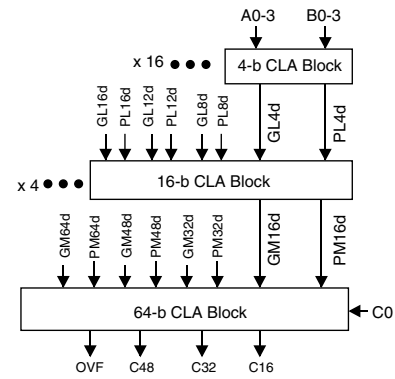 A0-3 B0-3
x 16 ●●●
4-b CLA Block
GL16d PL16d GL12d PL12d GL8d PL8d GL4d PL4d
x 4 ●●●
16-b CLA Block
GM64d PM64d GM48d PM48d GM32d PM32d GM16d PM16d
64-b CLA Block
C0
OVF C48 C32 C16